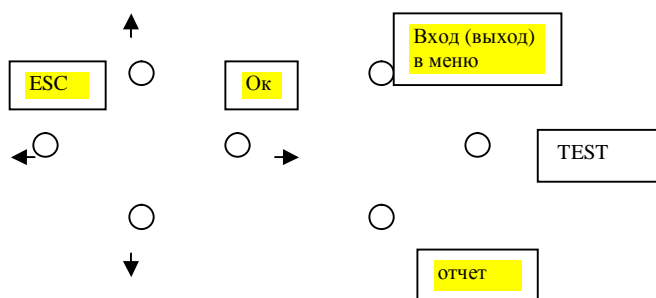 Вход (выход)
в меню
ESC
Ок
TEST
отчет